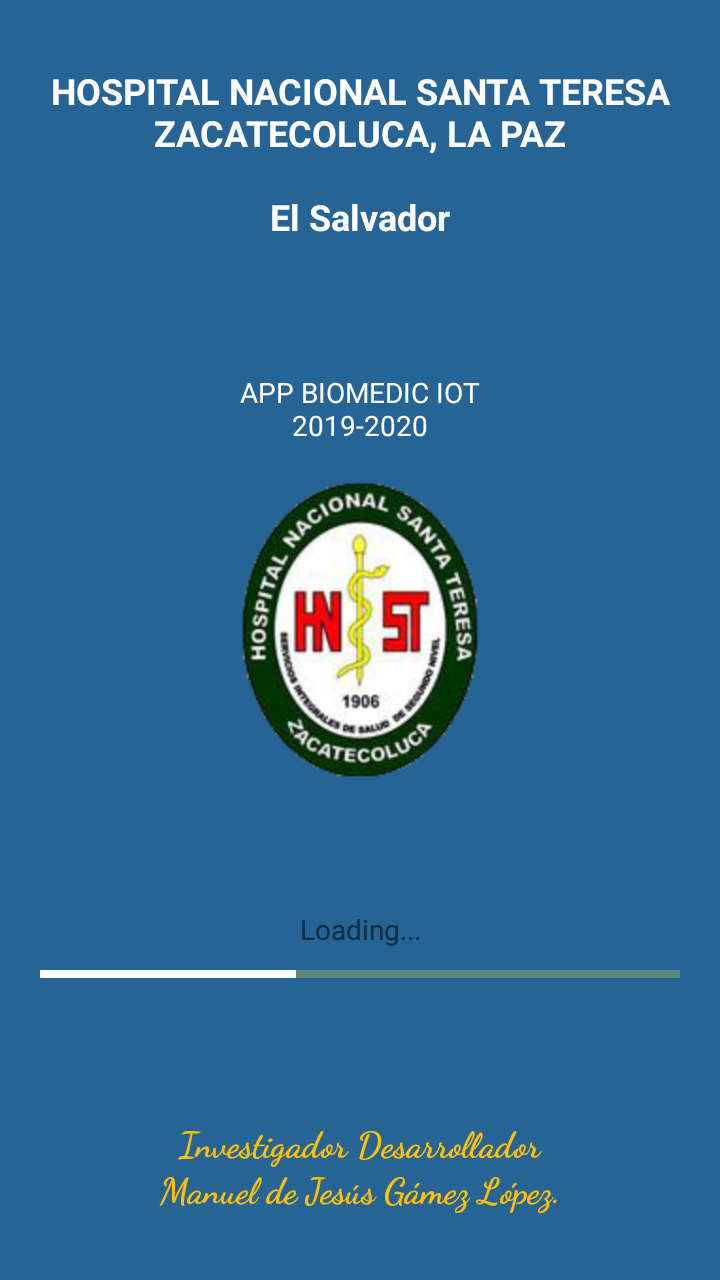 HOSPITAL NACIONAL SANTA TERESA
ZACATECOLUCA, LA PAZ
El Salvador
APP BIOMEDIC IOT
2019-2020
HOSPITAL NACIONAL SANTA TERESA
HN ST
SERVICIOS INTEGRALES DE SALUD DE SEGUNDO NIVEL
1906
ZACATECOLUCA
Loading...
Investigador Desarrollador
Manuel de Jesús Gámez López.